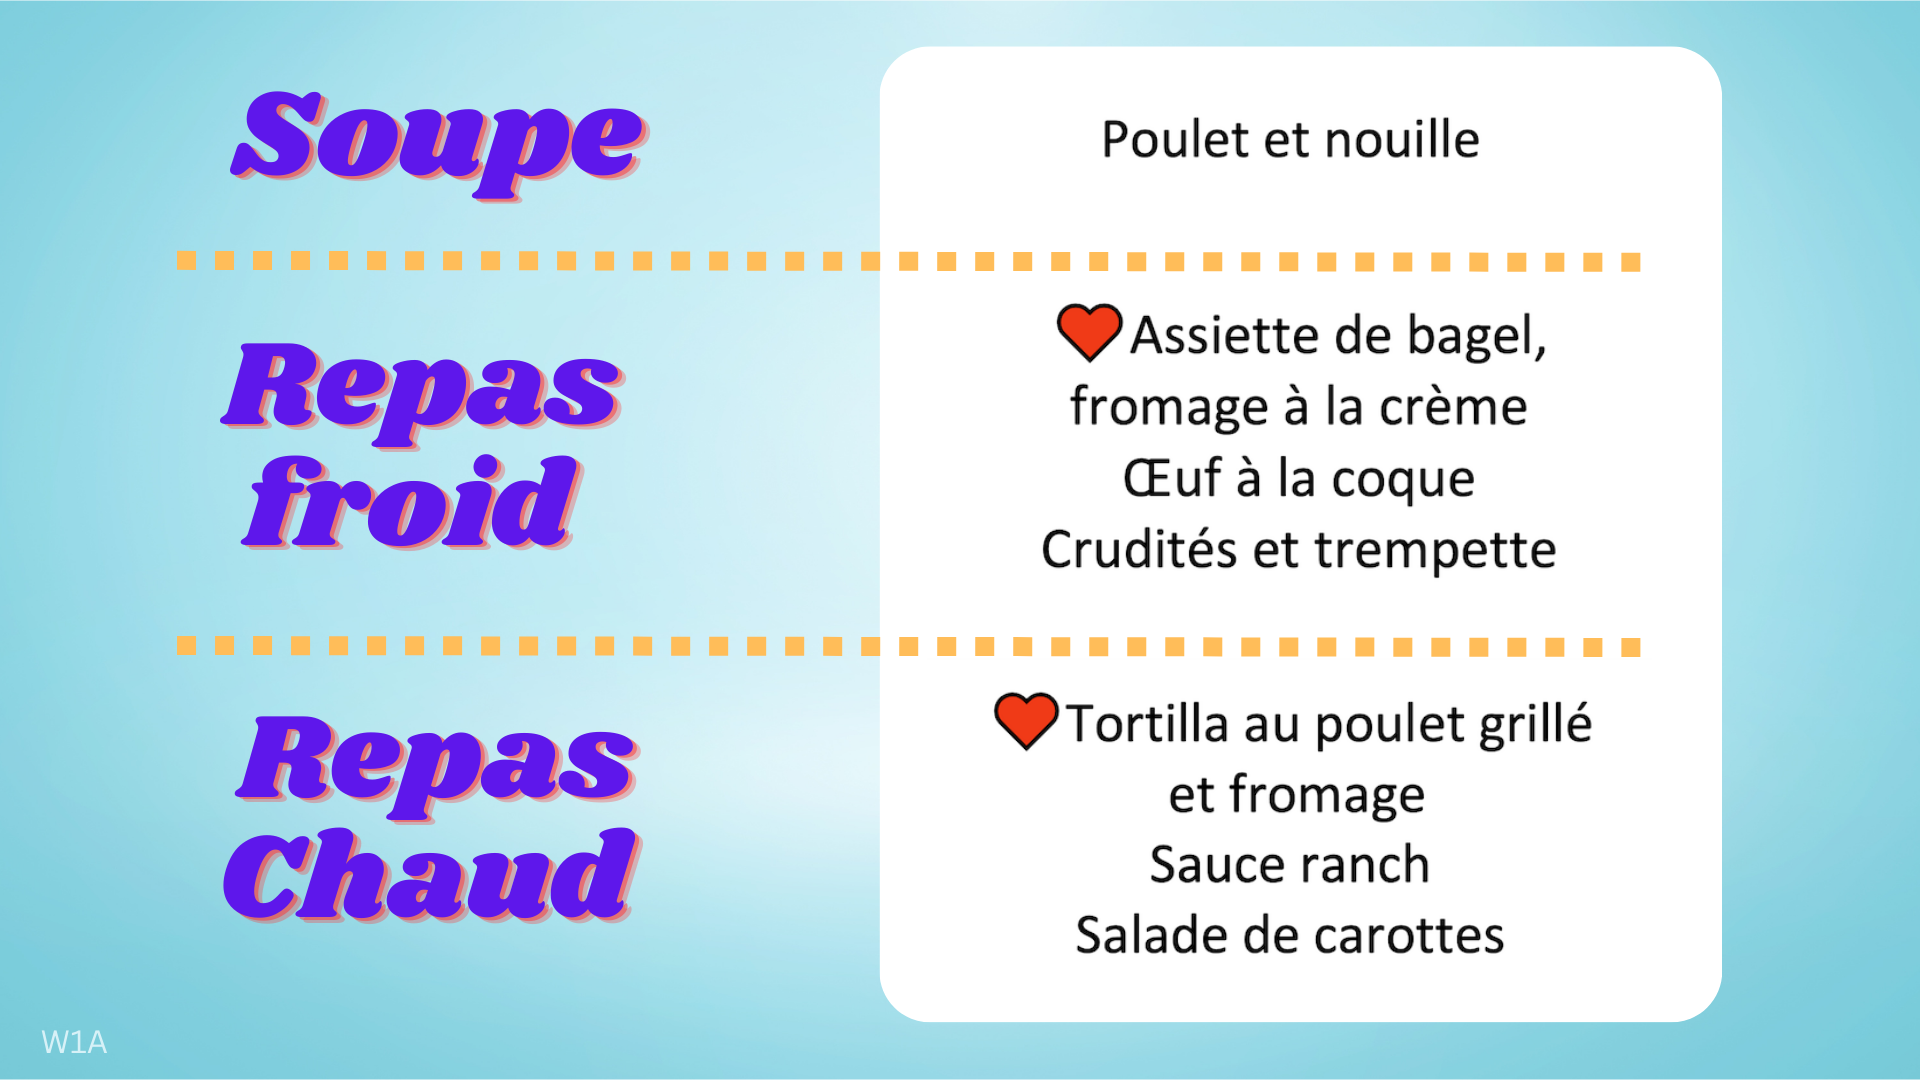 Soupe
Poulet et nouille
Repas
froid
Assiette de bagel,
fromage à la crème
Œuf à la coque
Crudités et trempette
Repas
Chaud
Tortilla au poulet grillé
et fromage
Sauce ranch
Salade de carottes
W1A